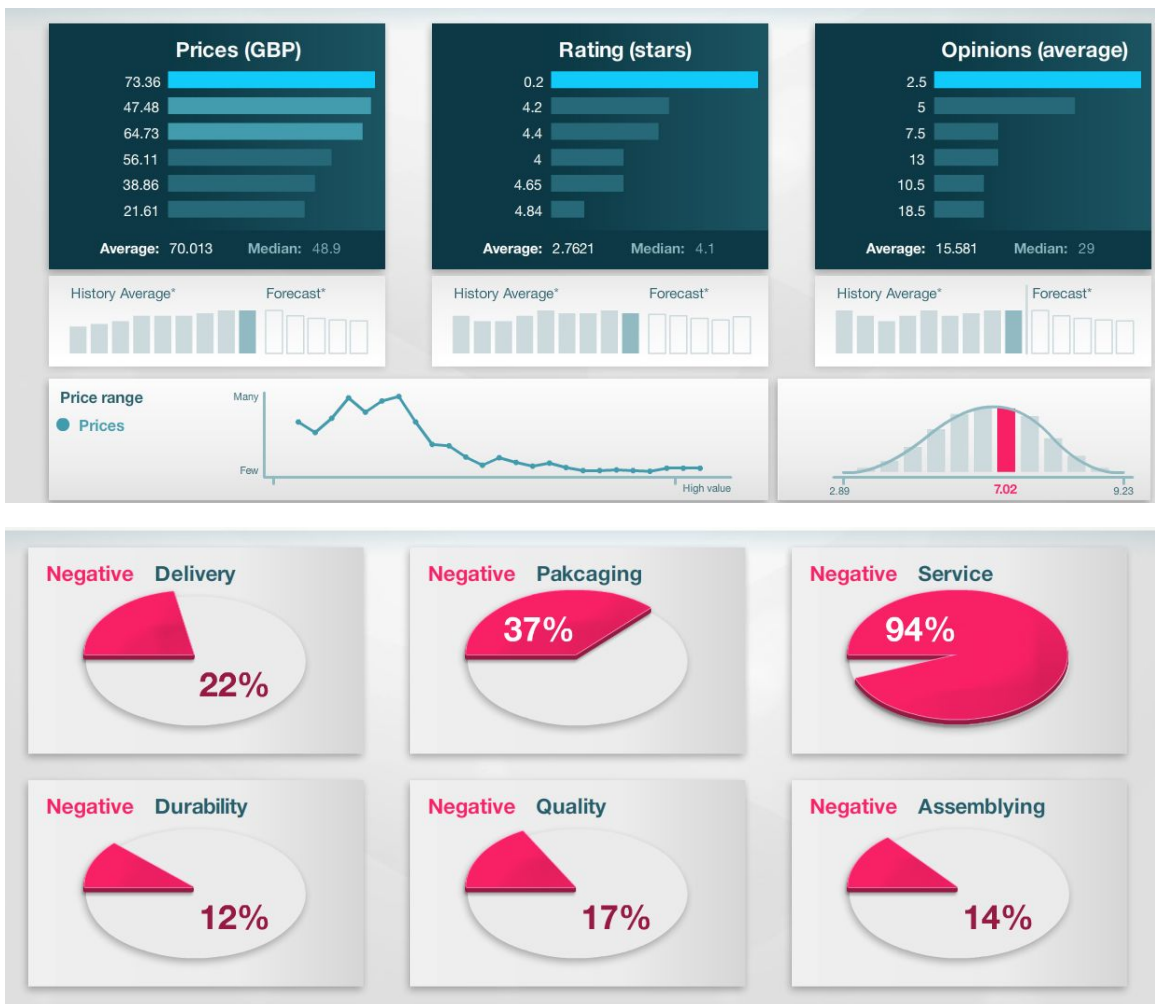 Prices (GBP)
73.36
47.48
64.73
56.11
38.86
21.61
Average: 70.013 Median: 48.9
Rating (stars)
0.2
4.2
4.4
4
4.65
4.84
Average: 2.7621 Median: 4.1
Opinions (average)
2.5
5
7.5
13
10.5
18.5
Average: 15.581 Median: 29
History Average* Forecast*
History Average* Forecast*
History Average* Forecast*
Price range
Prices
Many
Few
High value
2.89 7.02 9.23
Negative Delivery
22%
Negative Pakcaging
37%
Negative Service
94%
Negative Durability
12%
Negative Quality
17%
Negative Assemblying
14%